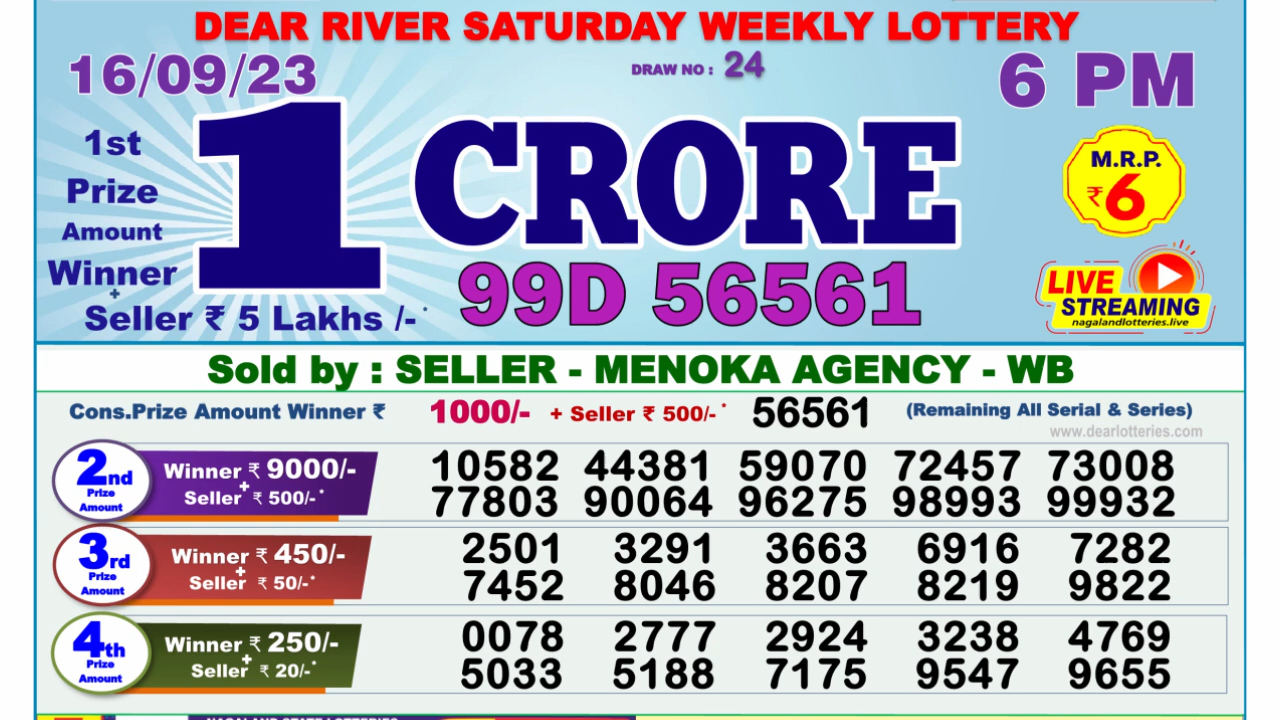 DEAR RIVER SATURDAY WEEKLY LOTTERY
16/09/23
DRAW NO : 24
6 PM
1st
Prize
Amount
Winner
+
Seller ₹ 5 Lakhs /- *
1 CRORE
99D 56561
M.R.P.
₹6
LIVE
STREAMING
nagalandlotteries.live
Sold by : SELLER - MENOKA AGENCY - WB
Cons.Prize Amount Winner ₹ 1000/- + Seller ₹ 500/- * 56561 (Remaining All Serial & Series)
www.dearlotteries.com
2nd
Prize
Amount
Winner ₹ 9000/-
+
Seller ₹ 500/- *
10582 44381 59070 72457 73008
77803 90064 96275 98993 99932
3rd
Prize
Amount
Winner ₹ 450/-
+
Seller ₹ 50/- *
2501 3291 3663 6916 7282
7452 8046 8207 8219 9822
4th
Prize
Amount
Winner ₹ 250/-
+
Seller ₹ 20/- *
0078 2777 2924 3238 4769
5033 5188 7175 9547 9655
NAGALAND STATE LOTTERIES